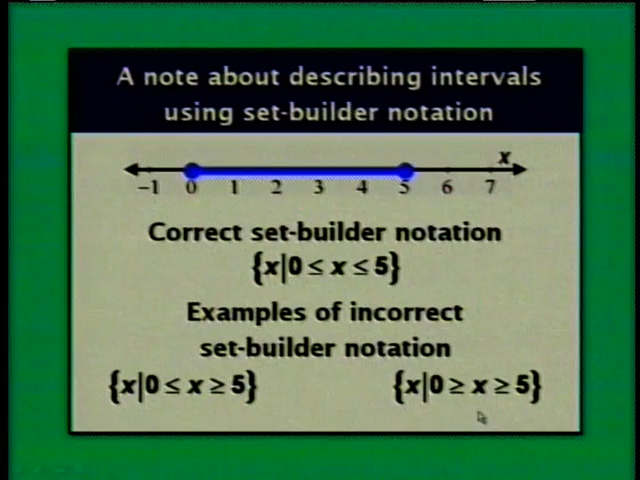 A note about describing intervals
using set-builder notation
x
−1 0 1 2 3 4 5 6 7
Correct set-builder notation
{x|0 ≤ x ≤ 5}
Examples of incorrect
set-builder notation
{x|0 ≤ x ≥ 5} {x|0 ≥ x ≥ 5}